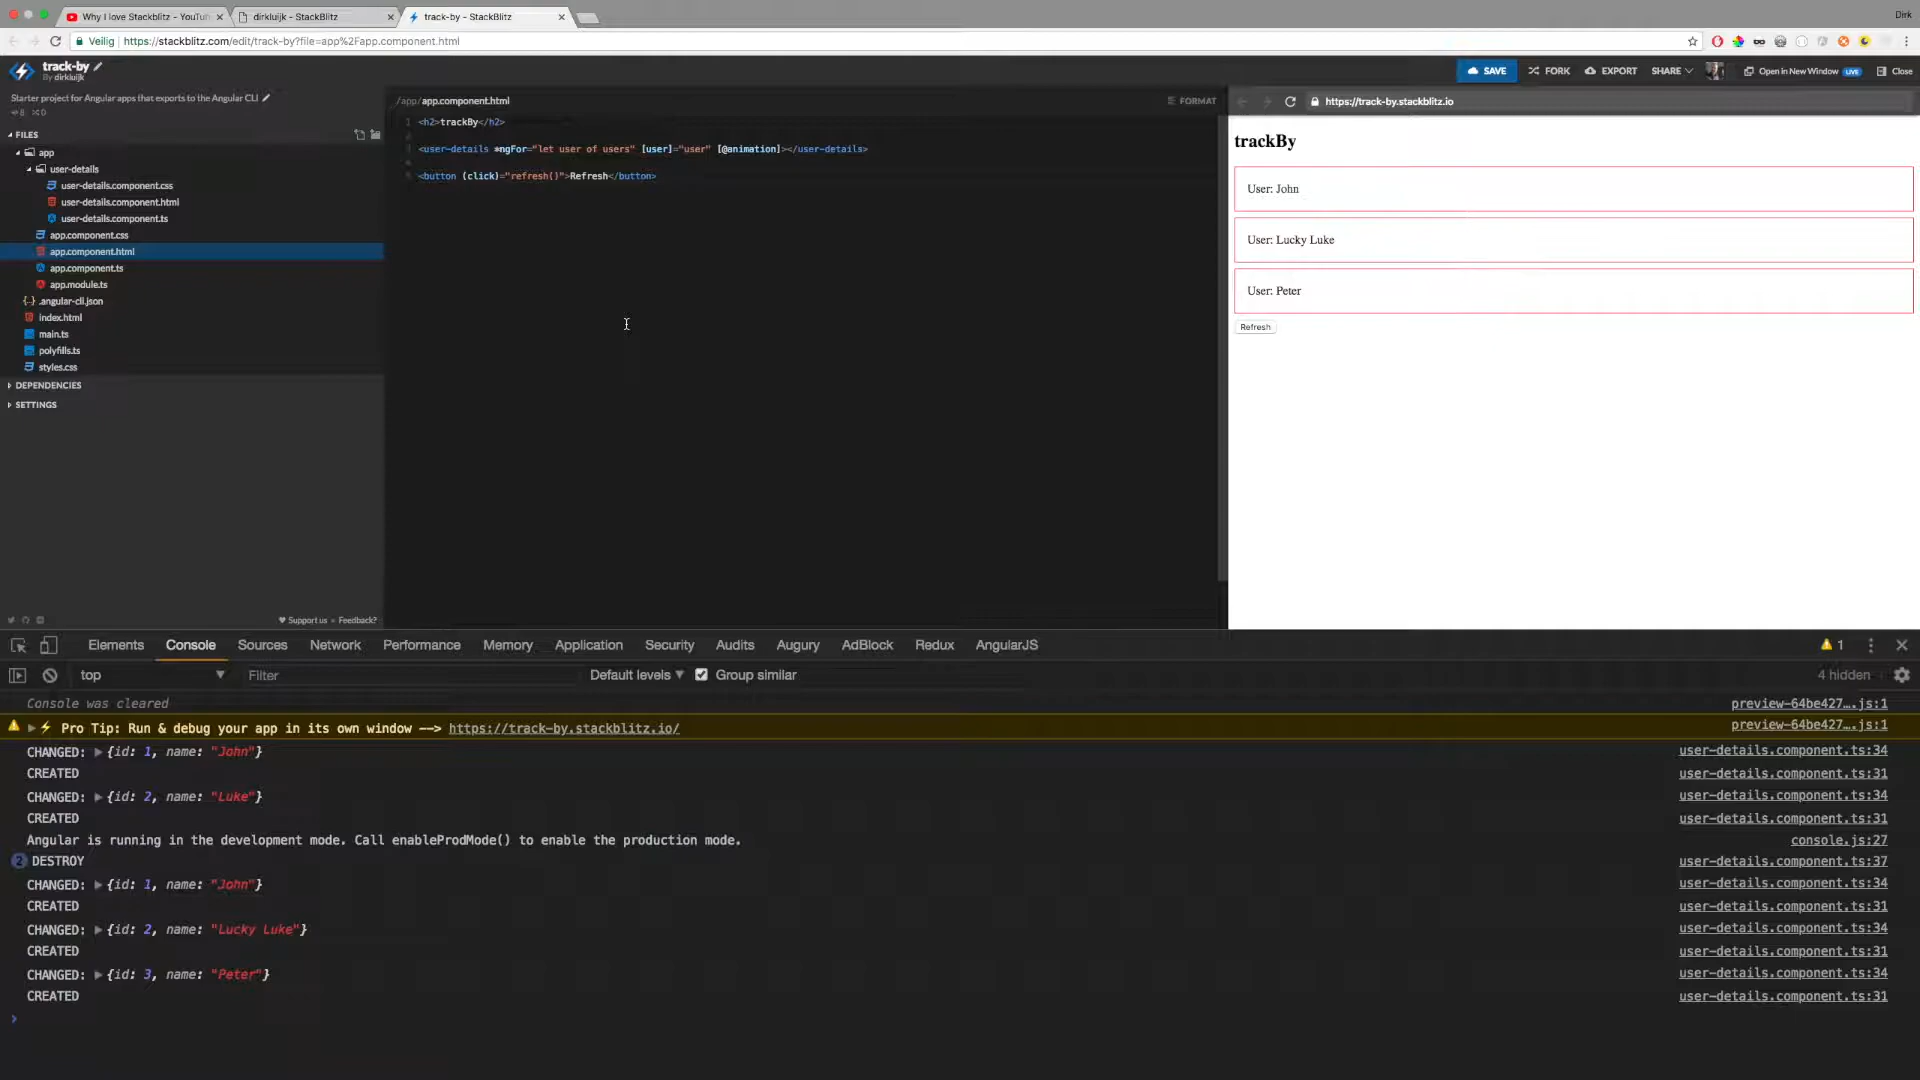 Why I love Stackblitz - YouTub
dirkluijk - StackBlitz
track-by - StackBlitz
Dirk
Veilig
https://stackblitz.com/edit/track-by?file=app%2Fapp.component.html
track-by
By dirkluijk
SAVE
FORK
EXPORT
SHARE
Open in New Window
LIVE
Close
Starter project for Angular apps that exports to the Angular CLI
8
0
FILES
app
user-details
user-details.component.css
user-details.component.html
user-details.component.ts
app.component.css
app.component.html
app.component.ts
app.module.ts
.angular-cli.json
index.html
main.ts
polyfills.ts
styles.css
DEPENDENCIES
SETTINGS
Support us
Feedback?
/app/app.component.html
FORMAT
1 <h2>trackBy</h2>
<user-details *ngFor="let user of users" [user]="user" [@animation]></user-details>
<button (click)="refresh()">Refresh</button>
https://track-by.stackblitz.io
trackBy
User: John
User: Lucky Luke
User: Peter
Refresh
Elements Console Sources Network Performance Memory Application Security Audits Augury AdBlock Redux AngularJS
1
top
Filter
Default levels
Group similar
4 hidden
Console was cleared preview-64be427….js:1
Pro Tip: Run & debug your app in its own window --> https://track-by.stackblitz.io/ preview-64be427….js:1
CHANGED: {id: 1, name: "John"} user-details.component.ts:34
CREATED user-details.component.ts:31
CHANGED: {id: 2, name: "Luke"} user-details.component.ts:34
CREATED user-details.component.ts:31
Angular is running in the development mode. Call enableProdMode() to enable the production mode. console.js:27
2 DESTROY user-details.component.ts:37
CHANGED: {id: 1, name: "John"} user-details.component.ts:34
CREATED user-details.component.ts:31
CHANGED: {id: 2, name: "Lucky Luke"} user-details.component.ts:34
CREATED user-details.component.ts:31
CHANGED: {id: 3, name: "Peter"} user-details.component.ts:34
CREATED user-details.component.ts:31